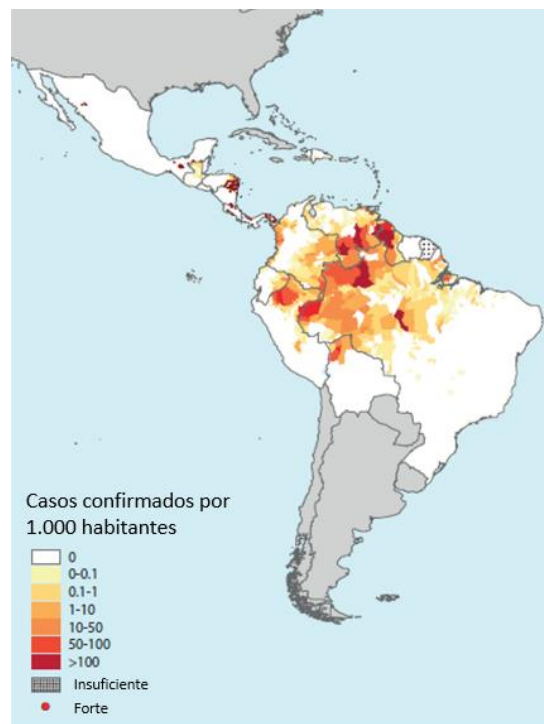 Casos confirmados por
1.000 habitantes
0
0-0.1
0.1-1
1-10
10-50
50-100
>100
Insuficiente
Forte